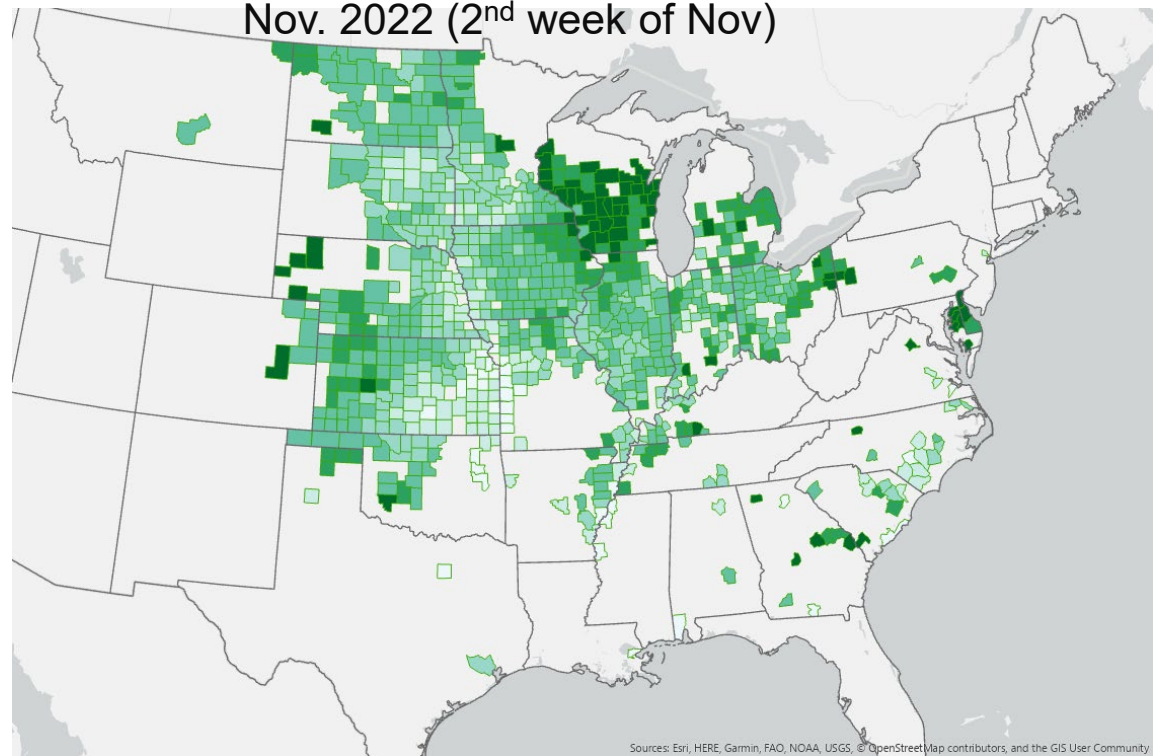 Nov. 2022 (2nd week of Nov)
Sources: Esri, HERE, Garmin, FAO, NOAA, USGS, © OpenStreetMap contributors, and the GIS User Community